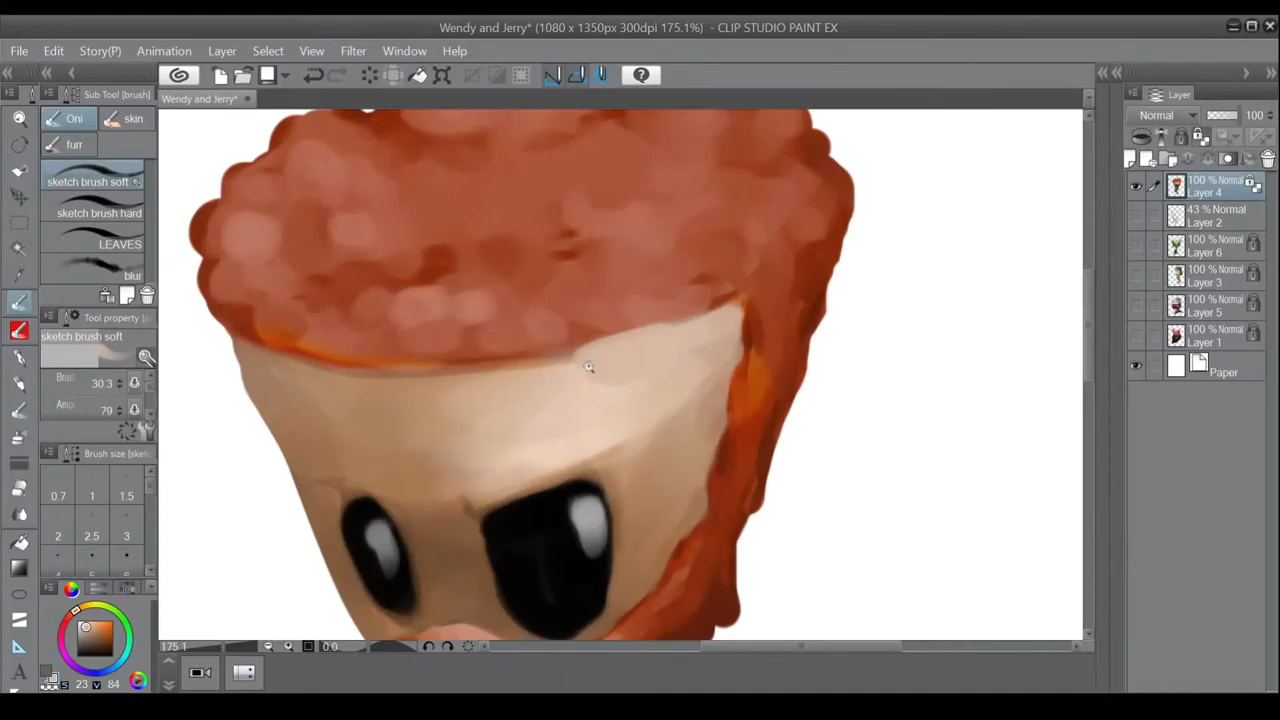 Wendy and Jerry* (1080 x 1350px 300dpi 175.1%) - CLIP STUDIO PAINT EX
File Edit Story(P) Animation Layer Select View Filter Window Help
Sub Tool [brush]
Layer
Wendy and Jerry*
Oni skin
furr
Normal 100
sketch brush soft
sketch brush hard
LEAVES
blur
100 % Normal
Layer 4
43 % Normal
Layer 2
100 % Normal
Layer 6
100 % Normal
Layer 3
100 % Normal
Layer 5
100 % Normal
Layer 1
Paper
Tool property [
sketch brush soft
Brus 30.3
Amo 79
Brush size [sket
0.7 1 1.5
2 2.5 3
175.1 0.0
S 23 V 84